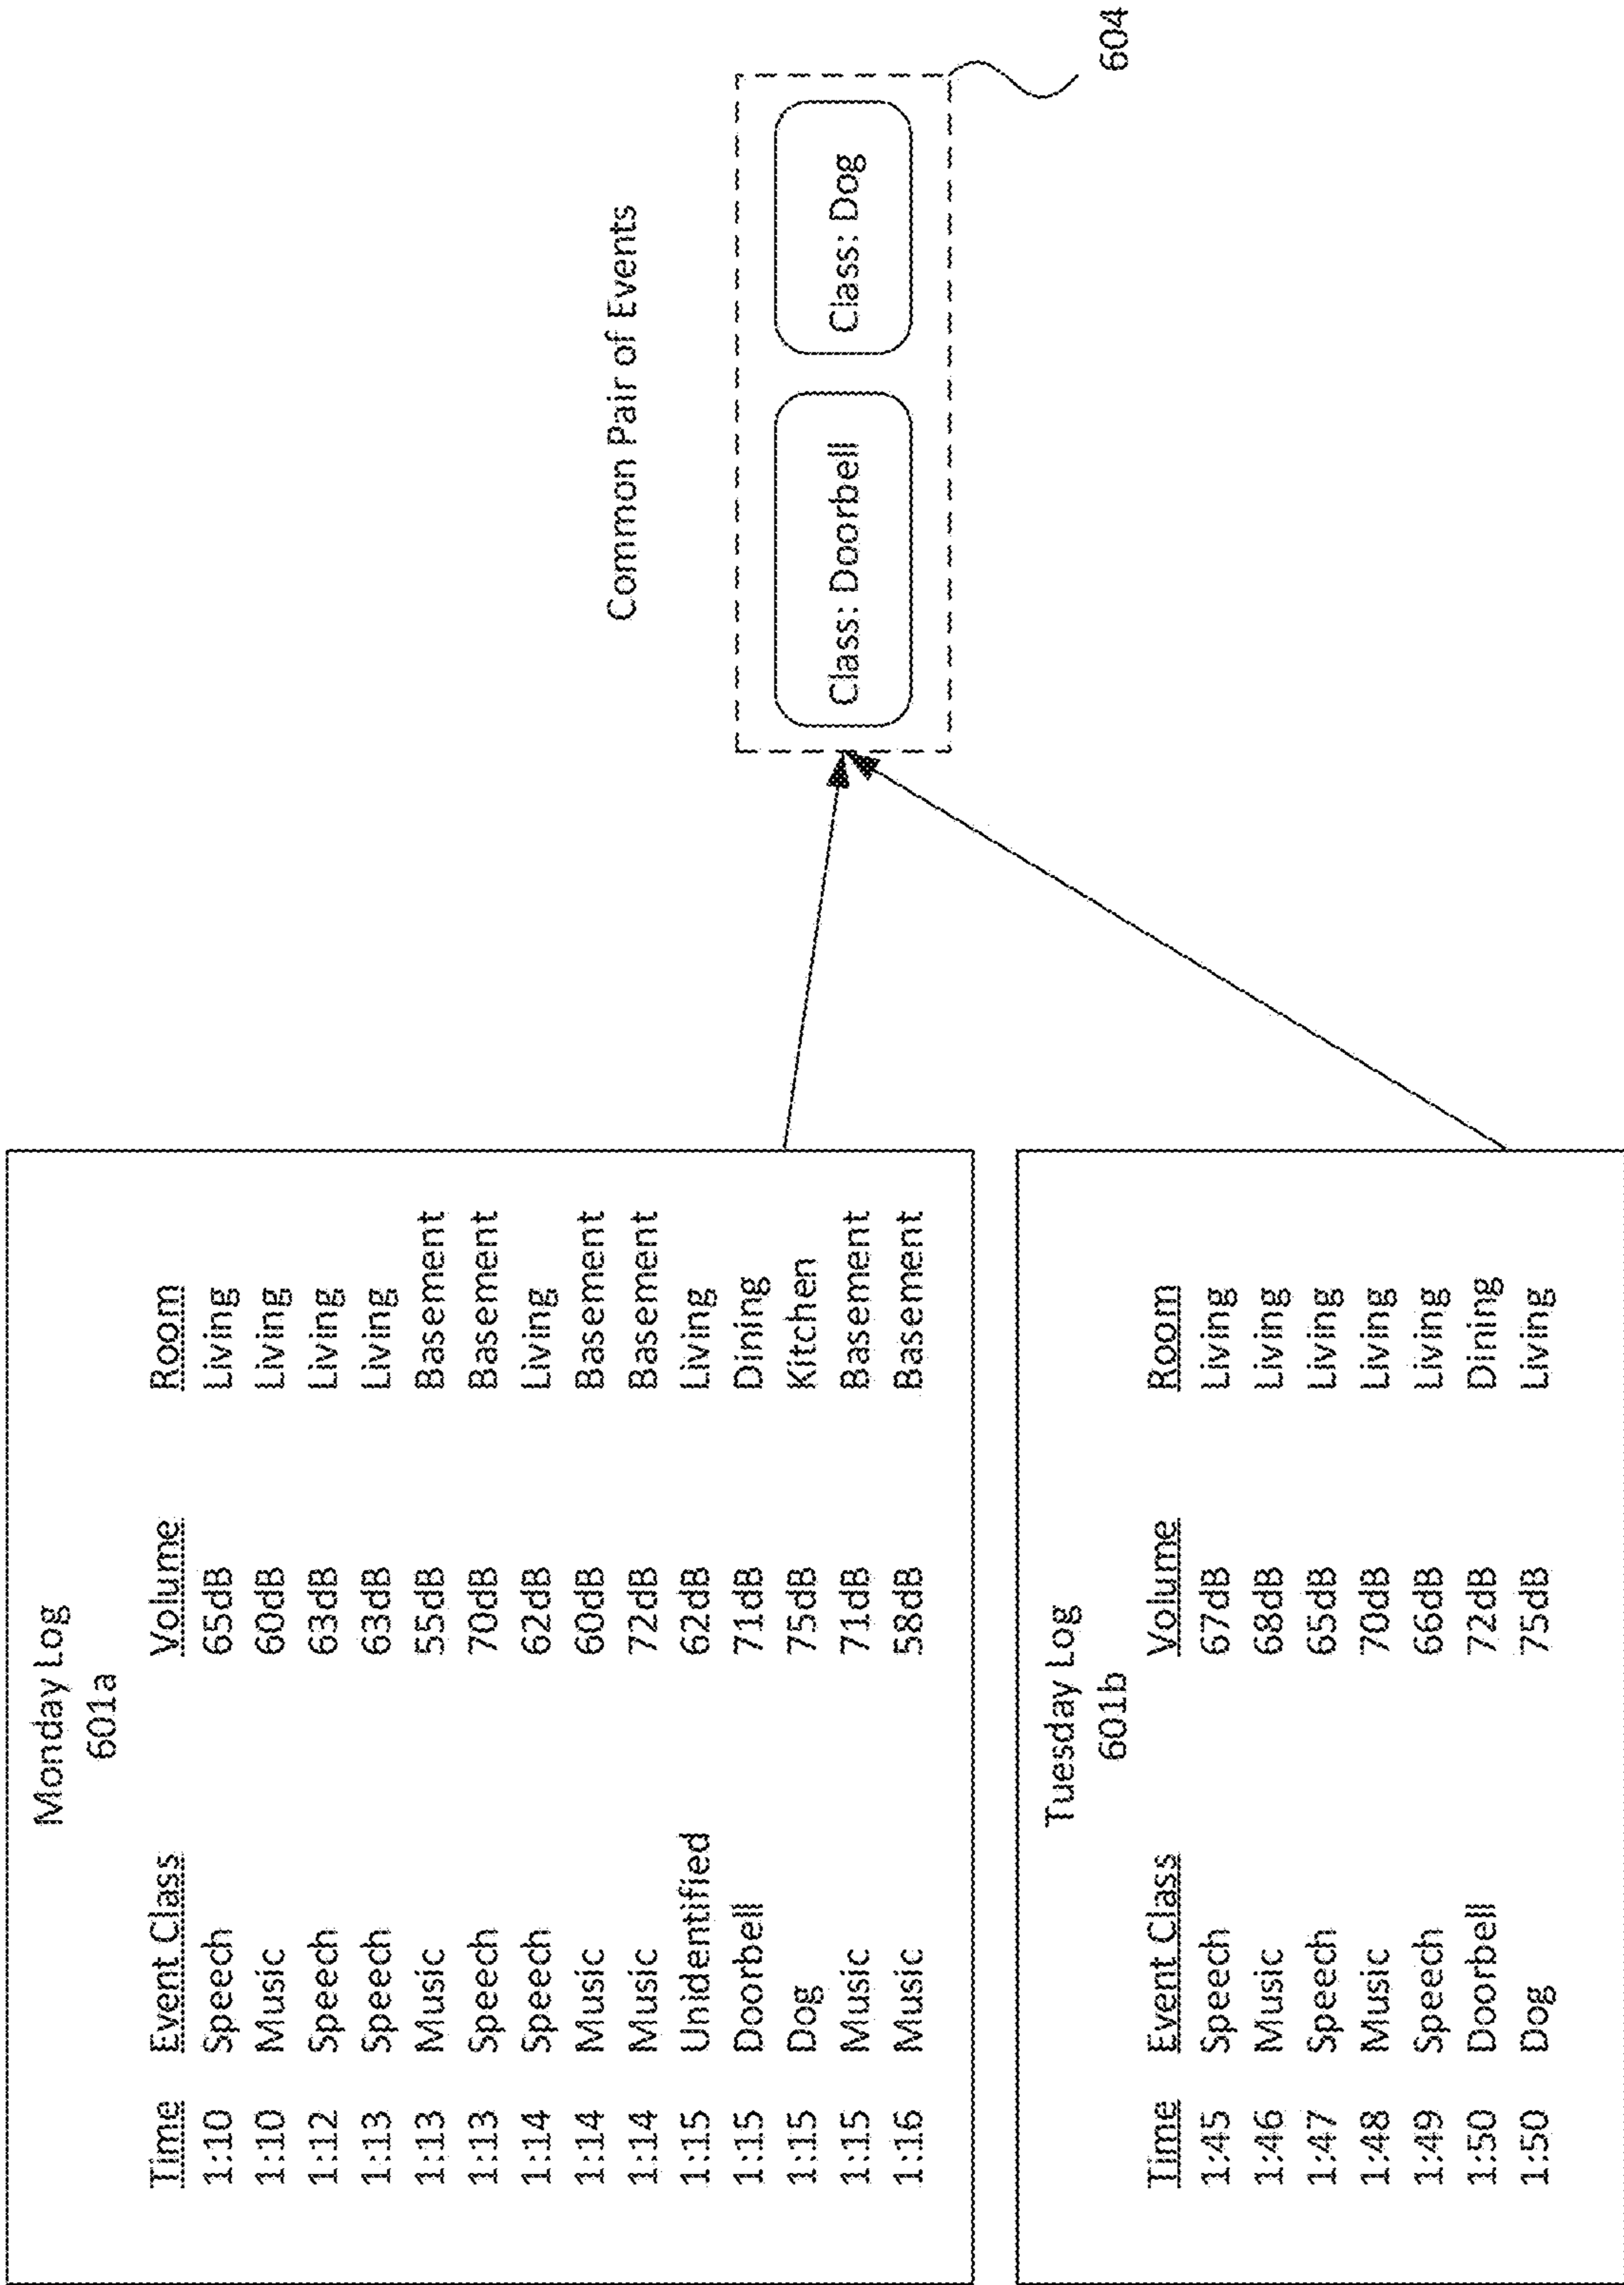 Monday Log
601a
Time Event Class Volume Room
1:10 Speech 65dB Living
1:10 Music 60dB Living
1:12 Speech 63dB Living
1:13 Speech 63dB Living
1:13 Music 55dB Basement
1:13 Speech 70dB Basement
1:14 Speech 62dB Living
1:14 Music 60dB Basement
1:14 Music 72dB Basement
1:15 Unidentified 62dB Living
1:15 Doorbell 71dB Dining
1:15 Dog 75dB Kitchen
1:15 Music 71dB Basement
1:16 Music 58dB Basement
Tuesday Log
601b
Time Event Class Volume Room
1:45 Speech 67dB Living
1:46 Music 68dB Living
1:47 Speech 65dB Living
1:48 Music 70dB Living
1:49 Speech 66dB Living
1:50 Doorbell 72dB Dining
1:50 Dog 75dB Living
Common Pair of Events
Class: Doorbell
Class: Dog
604